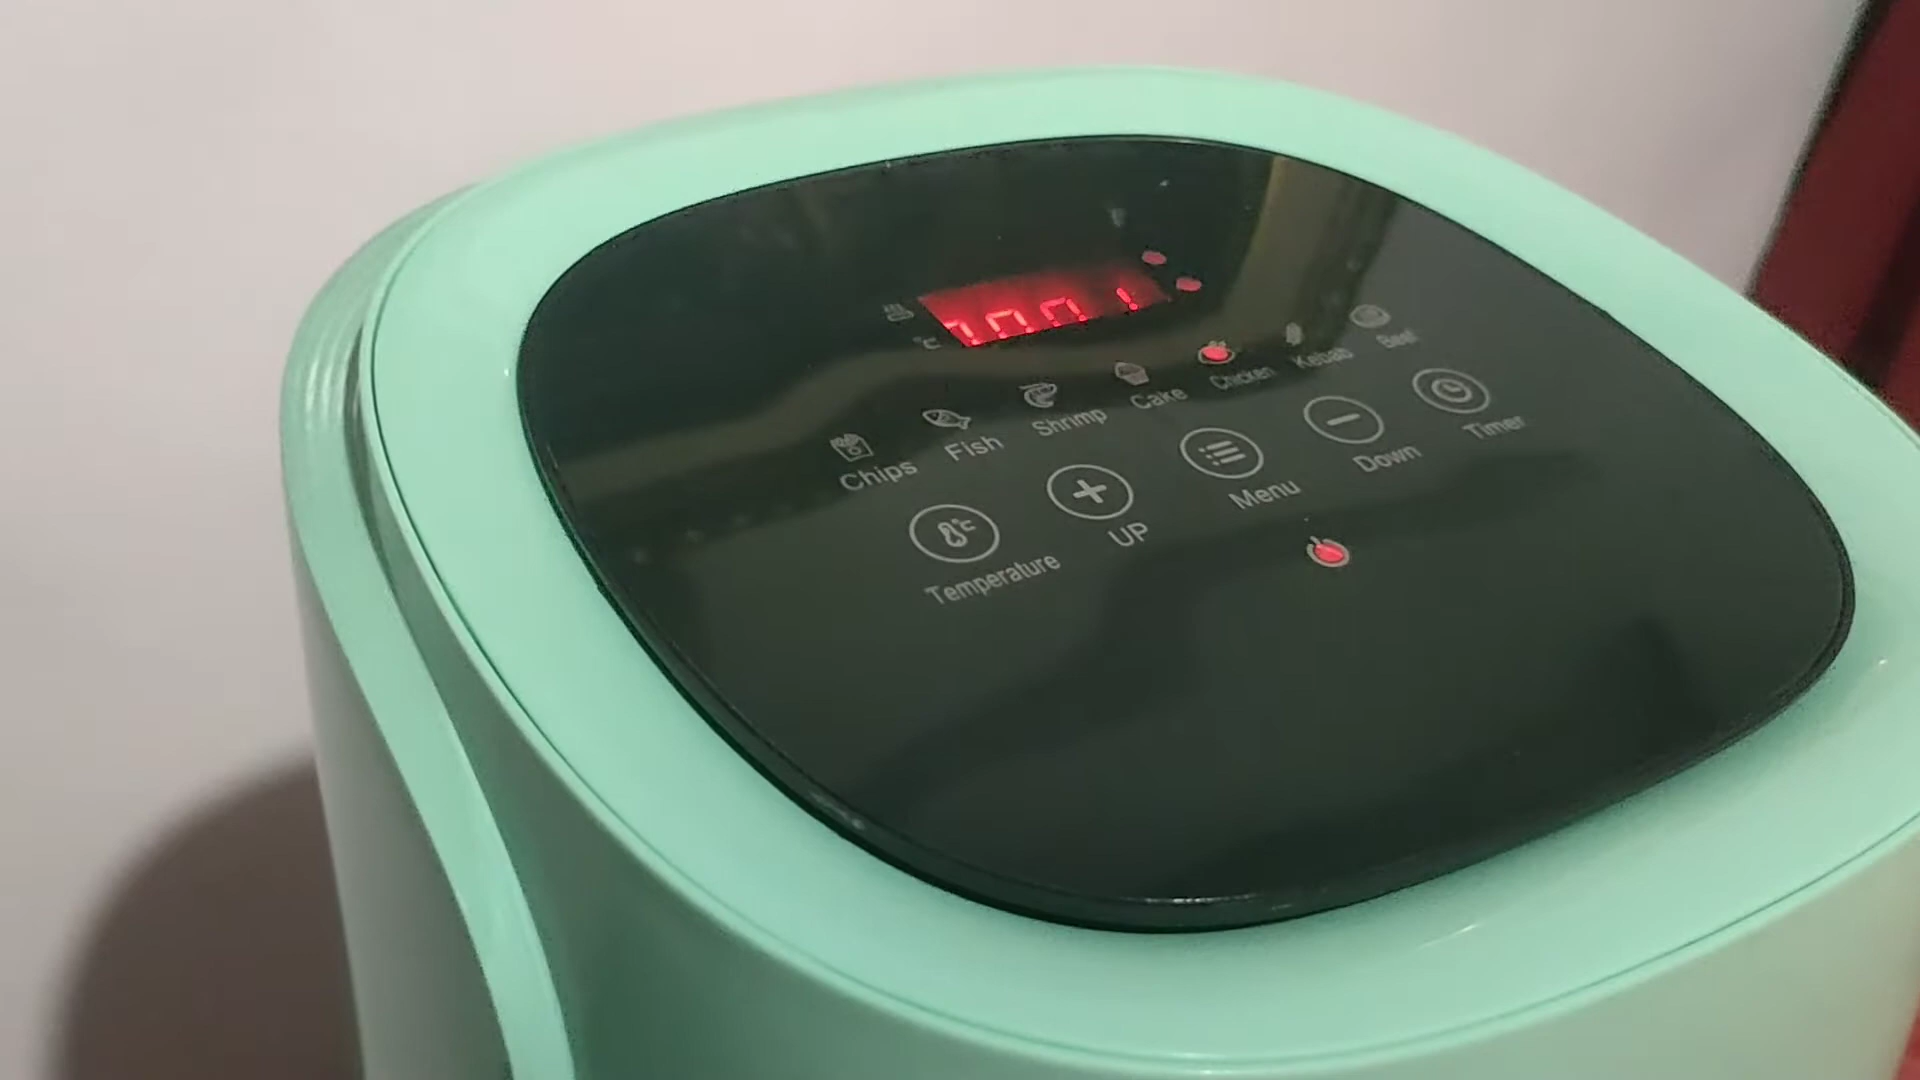 °C
Chips Fish Shrimp Cake Chicken Kebab Beef
Temperature UP Menu Down Timer